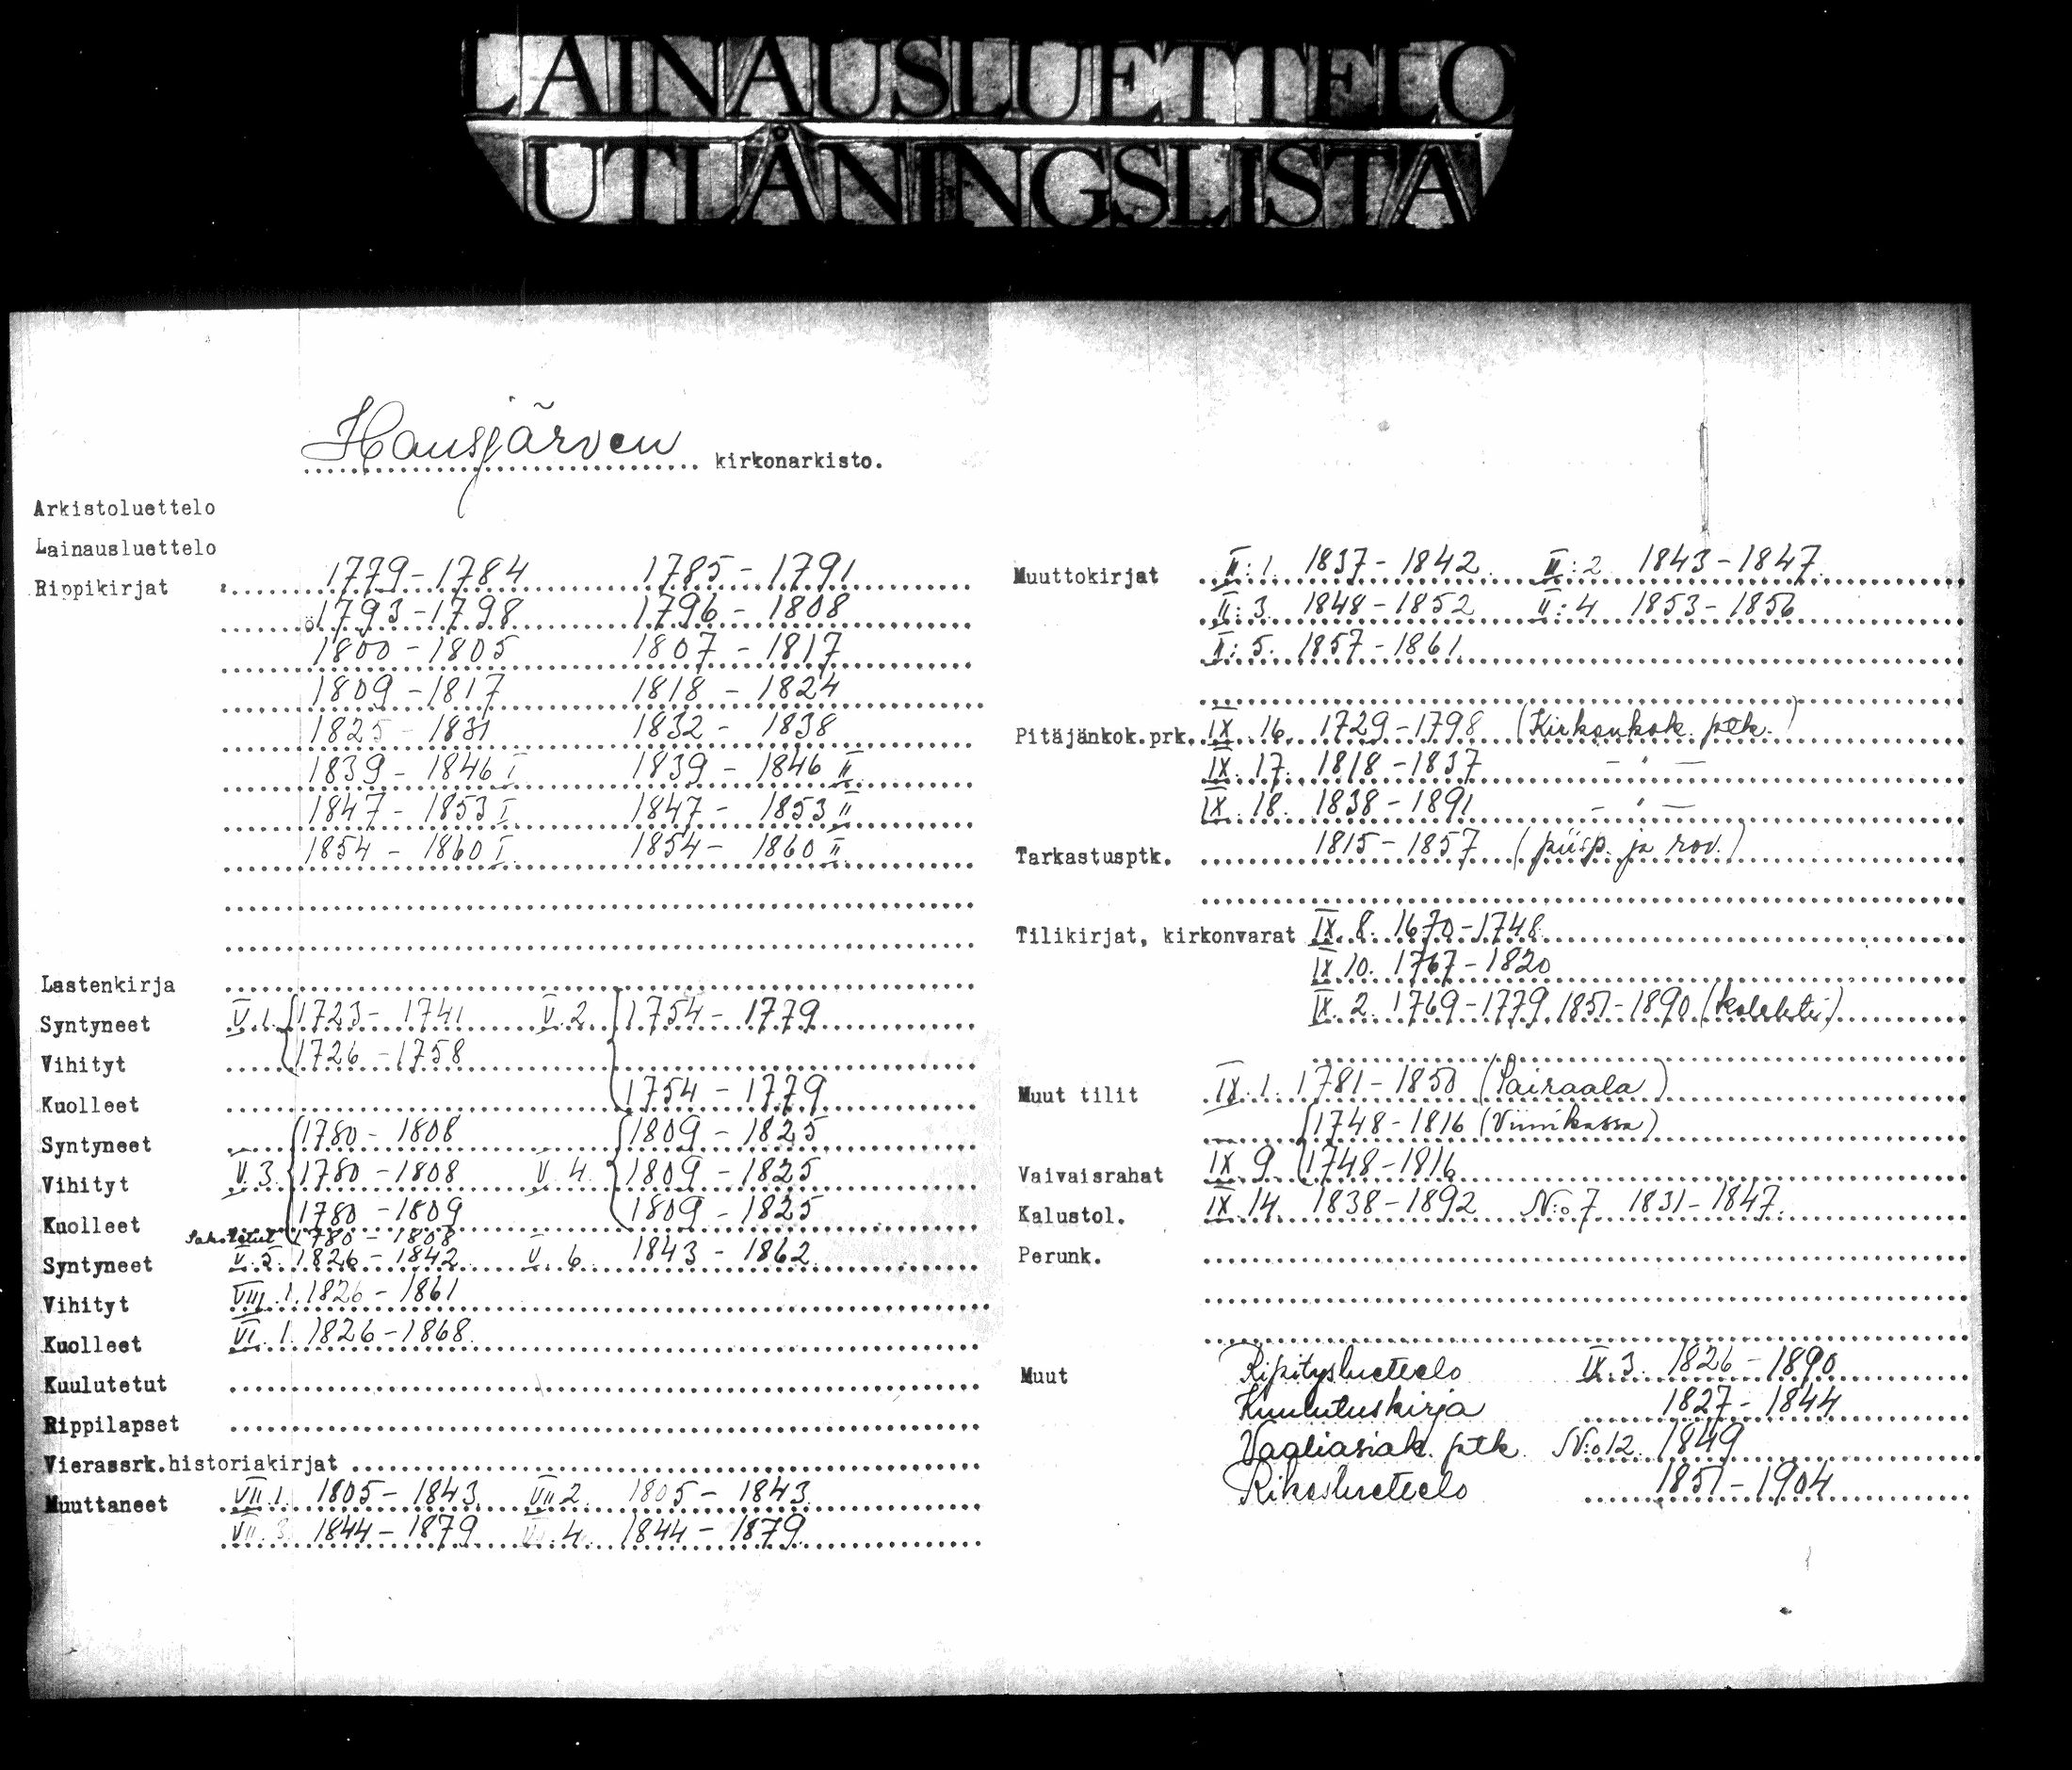 LAINAUSLUETTELO
UTLÅNINGSLISTA
Hausjärven kirkonarkisto.
Arkistoluettelo
Lainausluettelo
Rippikirjat 1779-1784 1785-1791
ö1793-1798 1796-1808
1800-1805 1807-1817
1809-1817 1818-1824
1825-1831 1832-1838
1839-1846 I 1839-1846 II
1847-1853 I 1847-1853 II
1854-1860 I 1854-1860 II
Lastenkirja
Syntyneet V.1. 1723-1741 V.2 1754-1779
Vihityt 1726-1758
Kuolleet 1754-1779
Syntyneet 1780-1808 1809-1825
Vihityt V.3. 1780-1808 V.4. 1809-1825
Kuolleet 1780-1809 1809-1825
Sakotetut 1780-1808
Syntyneet V.5. 1826-1842 V.6 1843-1862
Vihityt VIII.1. 1826-1861
Kuolleet VI.1. 1826-1868.
Kuulutetut
Rippilapset
Vierassrk.historiakirjat
Muuttaneet VII.1. 1805-1843 VII.2. 1805-1843
VII.3. 1844-1879 VII.4. 1844-1879
Muuttokirjat II:1. 1837-1842 II:2 1843-1847
II:3. 1848-1852 II:4 1853-1856
II:5. 1857-1861
Pitäjänkok.prk. IX.16. 1729-1798 (Kirkonkok. ptk.)
IX.17. 1818-1837 -"-
IX.18. 1838-1891 -"-
Tarkastusptk. 1815-1857 (piisp. ja rov.)
Tilikirjat, kirkonvarat IX.8. 1670-1748
IX.10. 1767-1820
IX.2. 1769-1779, 1851-1890 (kolehti)
Muut tilit IX.1. 1781-1850 (Sairaala)
1748-1816 (Viinikassa)
Vaivaisrahat IX.9 1748-1816
Kalustol. IX.14. 1838-1892 N:o 7 1831-1847.
Perunk.
Muut Ripitysluettelo IX.3. 1826-1890
Kuulutuskirja 1827-1844
Vaaliasiak. ptk. N:o 12. 1849
Rikosluettelo 1851-1904